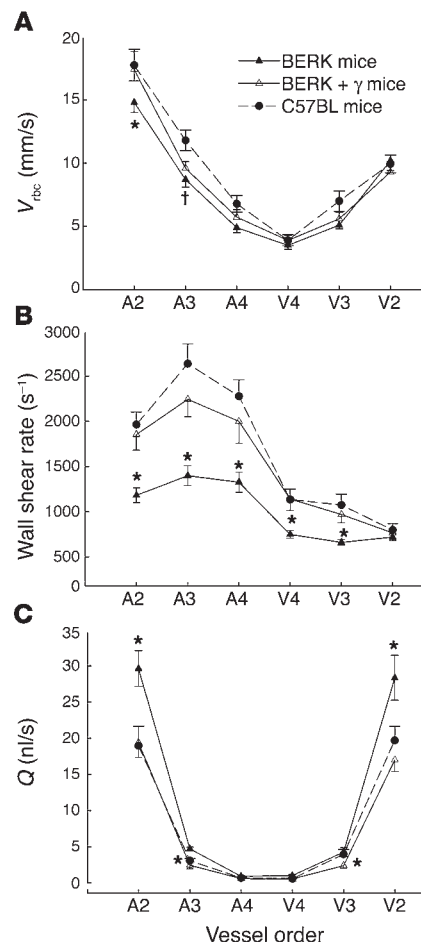 A
20
15
10
5
0
V rbc (mm/s)
BERK mice
BERK + γ mice
C57BL mice
*
†
A2 A3 A4 V4 V3 V2
B
3000
2500
2000
1500
1000
500
0
Wall shear rate (s⁻¹)
* * * * *
A2 A3 A4 V4 V3 V2
C
35
30
25
20
15
10
5
0
Q (nl/s)
* *
* *
A2 A3 A4 V4 V3 V2
Vessel order